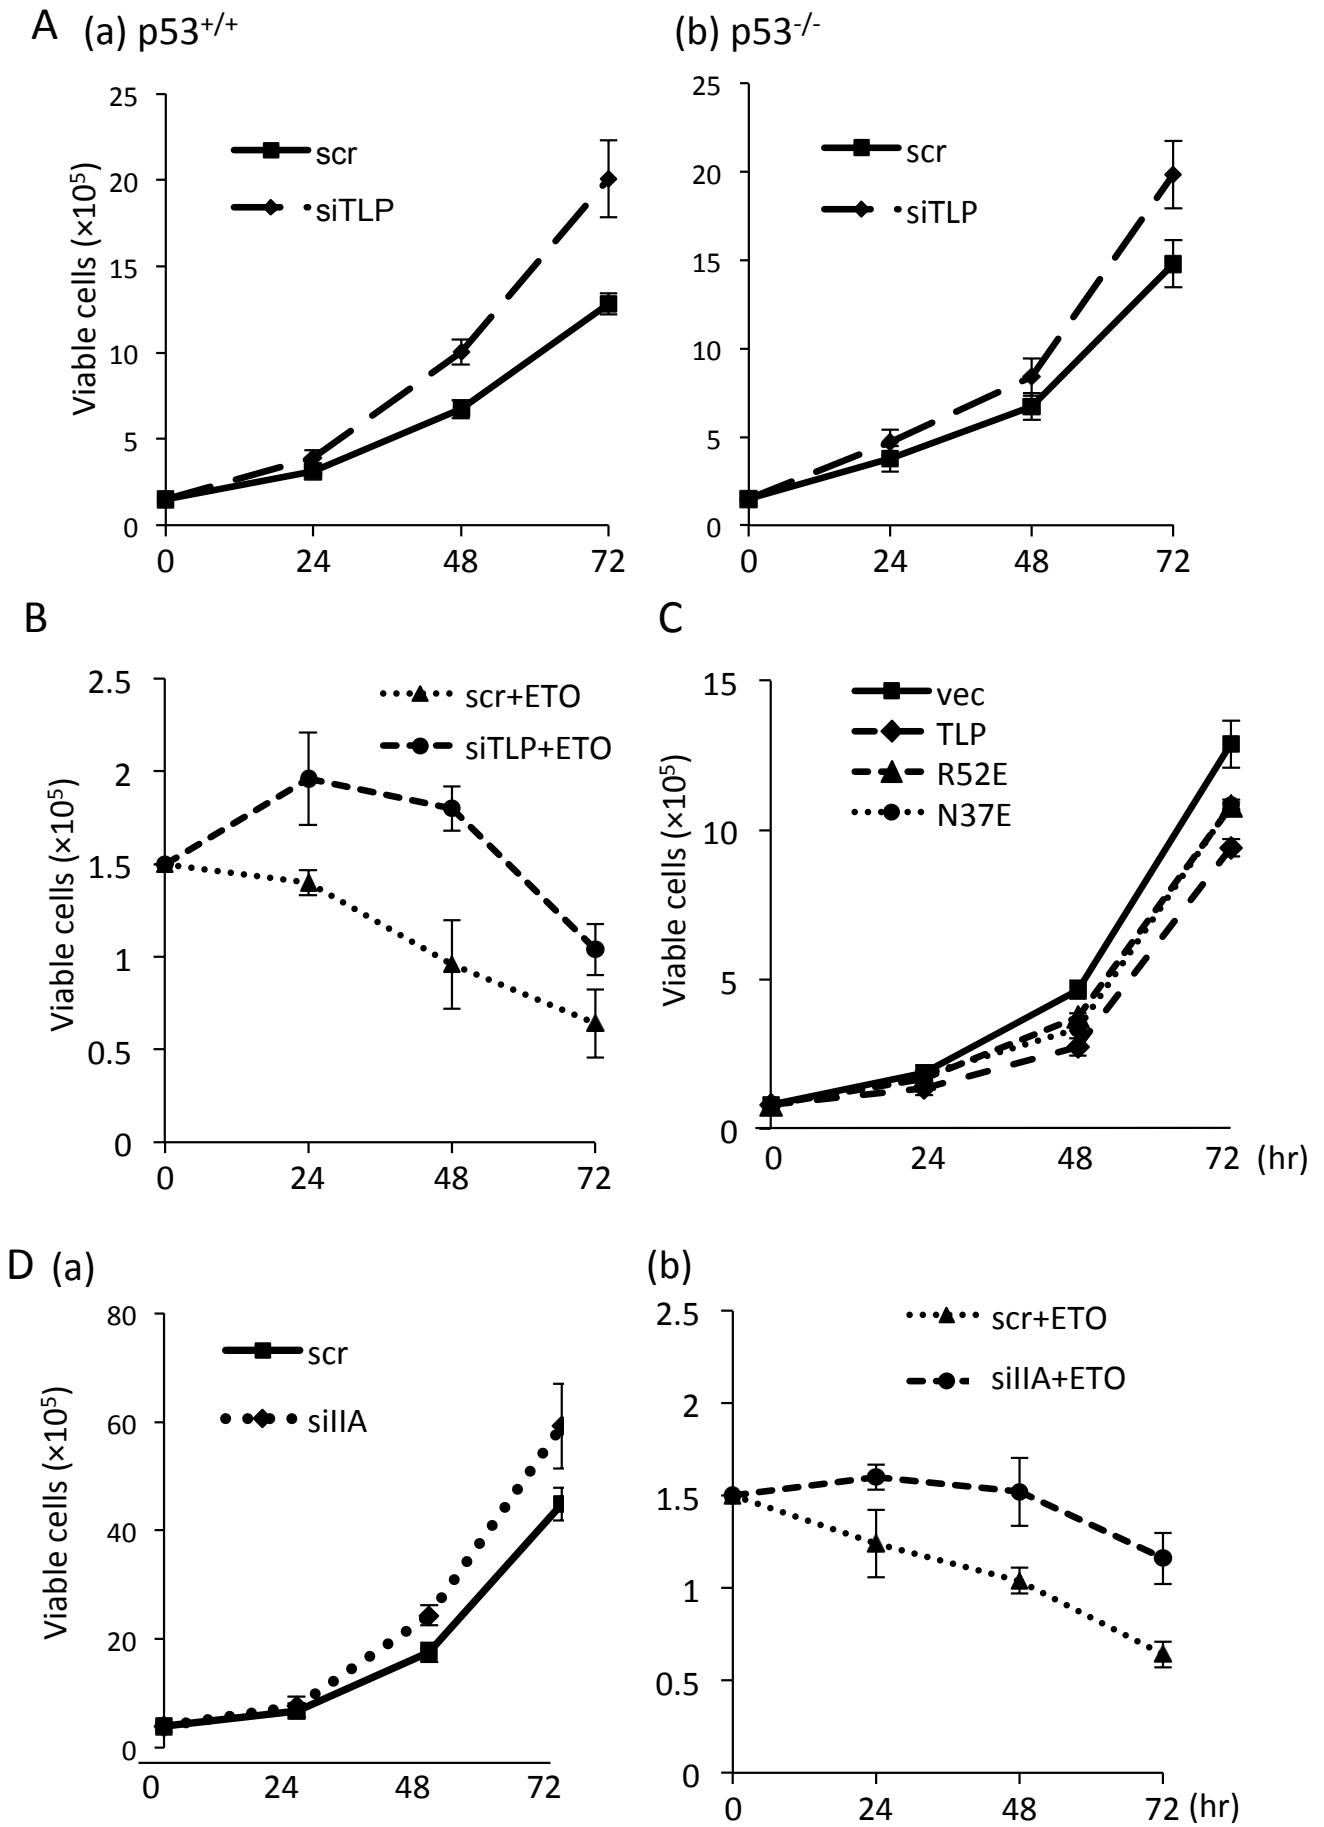 A (a) p53+/+ (b) p53-/-
25
20
15
10
5
0
Viable cells (×10⁵)
scr
siTLP
0 24 48 72
25
20
15
10
5
0
scr
siTLP
0 24 48 72
B
2.5
2
1.5
1
0.5
0
Viable cells (×10⁵)
scr+ETO
siTLP+ETO
0 24 48 72
C
15
10
5
0
Viable cells (×10⁵)
vec
TLP
R52E
N37E
0 24 48 72 (hr)
D (a)
80
60
40
20
0
Viable cells (×10⁵)
scr
siIIA
0 24 48 72
(b)
2.5
2
1.5
1
0.5
0
scr+ETO
siIIA+ETO
0 24 48 72 (hr)